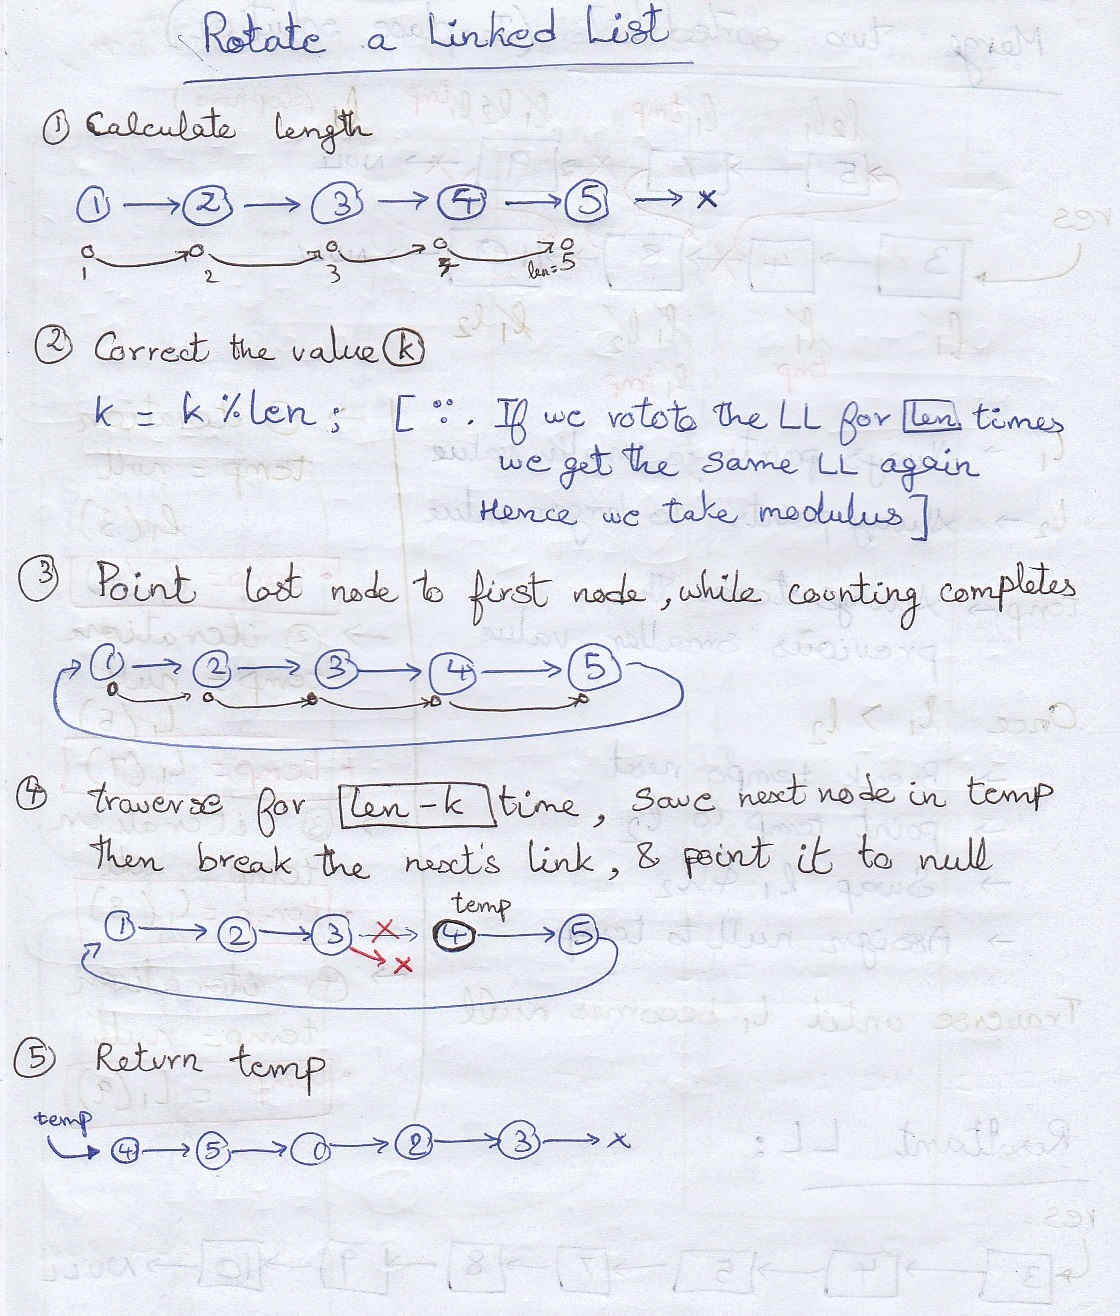 Rotate a Linked List
① Calculate length
1 → 2 → 3 → 4 → 5 → x
1 2 3 4 len=5
② Correct the value k
k = k % len ; [ ∵ If we rotote the LL for len times
we get the same LL again
Hence we take modulus ]
③ Point last node to first node, while counting completes
1 → 2 → 3 → 4 → 5
④ traverse for len - k time, save next node in temp
then break the next's link, & point it to null
temp
1 → 2 → 3 x → 4 → 5
x
⑤ Return temp
temp
4 → 5 → 1 → 2 → 3 → x